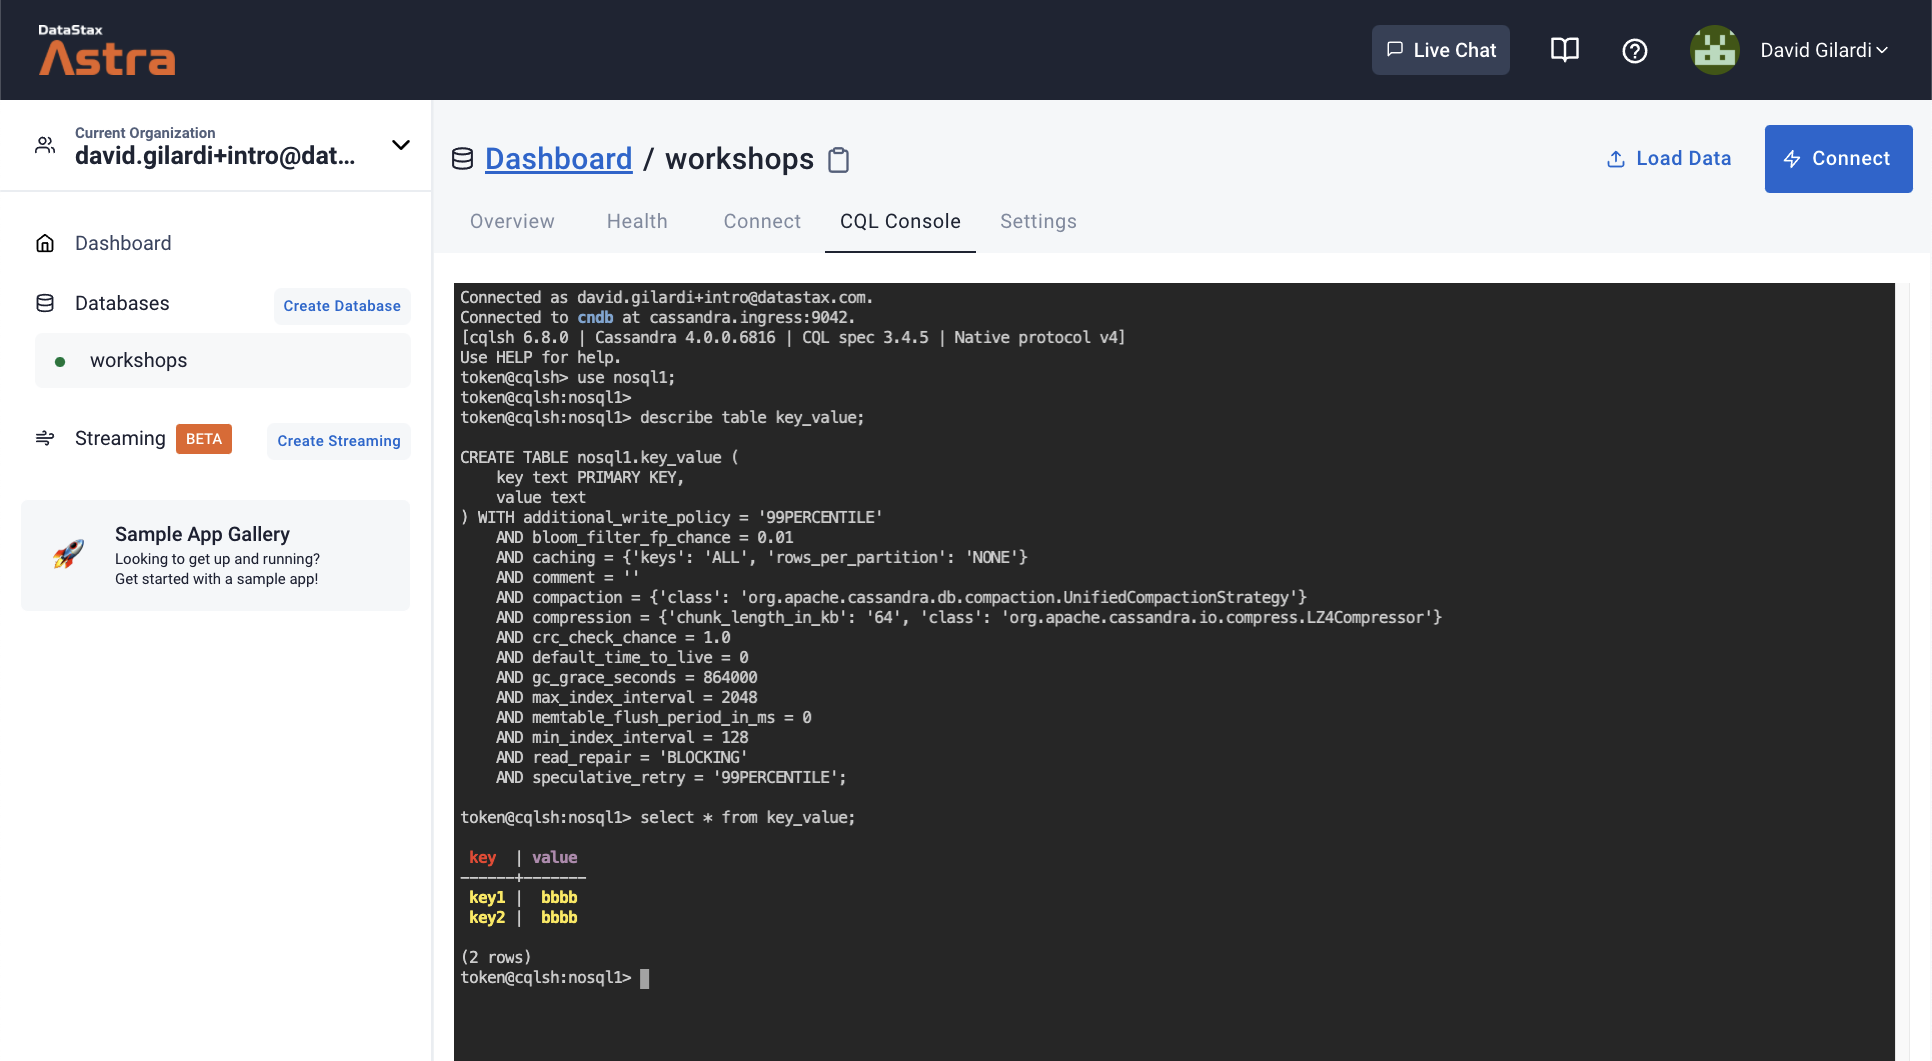 DataStax
Astra
Live Chat
David Gilardi
Current Organization
david.gilardi+intro@dat...
Dashboard
Databases
Create Database
workshops
Streaming
BETA
Create Streaming
Sample App Gallery
Looking to get up and running?
Get started with a sample app!
Dashboard / workshops
Load Data
Connect
Overview
Health
Connect
CQL Console
Settings
Connected as david.gilardi+intro@datastax.com.
Connected to cndb at cassandra.ingress:9042.
[cqlsh 6.8.0 | Cassandra 4.0.0.6816 | CQL spec 3.4.5 | Native protocol v4]
Use HELP for help.
token@cqlsh> use nosql1;
token@cqlsh:nosql1>
token@cqlsh:nosql1> describe table key_value;
CREATE TABLE nosql1.key_value (
    key text PRIMARY KEY,
    value text
) WITH additional_write_policy = '99PERCENTILE'
    AND bloom_filter_fp_chance = 0.01
    AND caching = {'keys': 'ALL', 'rows_per_partition': 'NONE'}
    AND comment = ''
    AND compaction = {'class': 'org.apache.cassandra.db.compaction.UnifiedCompactionStrategy'}
    AND compression = {'chunk_length_in_kb': '64', 'class': 'org.apache.cassandra.io.compress.LZ4Compressor'}
    AND crc_check_chance = 1.0
    AND default_time_to_live = 0
    AND gc_grace_seconds = 864000
    AND max_index_interval = 2048
    AND memtable_flush_period_in_ms = 0
    AND min_index_interval = 128
    AND read_repair = 'BLOCKING'
    AND speculative_retry = '99PERCENTILE';
token@cqlsh:nosql1> select * from key_value;
 key  | value
------+-------
 key1 |  bbbb
 key2 |  bbbb
(2 rows)
token@cqlsh:nosql1>